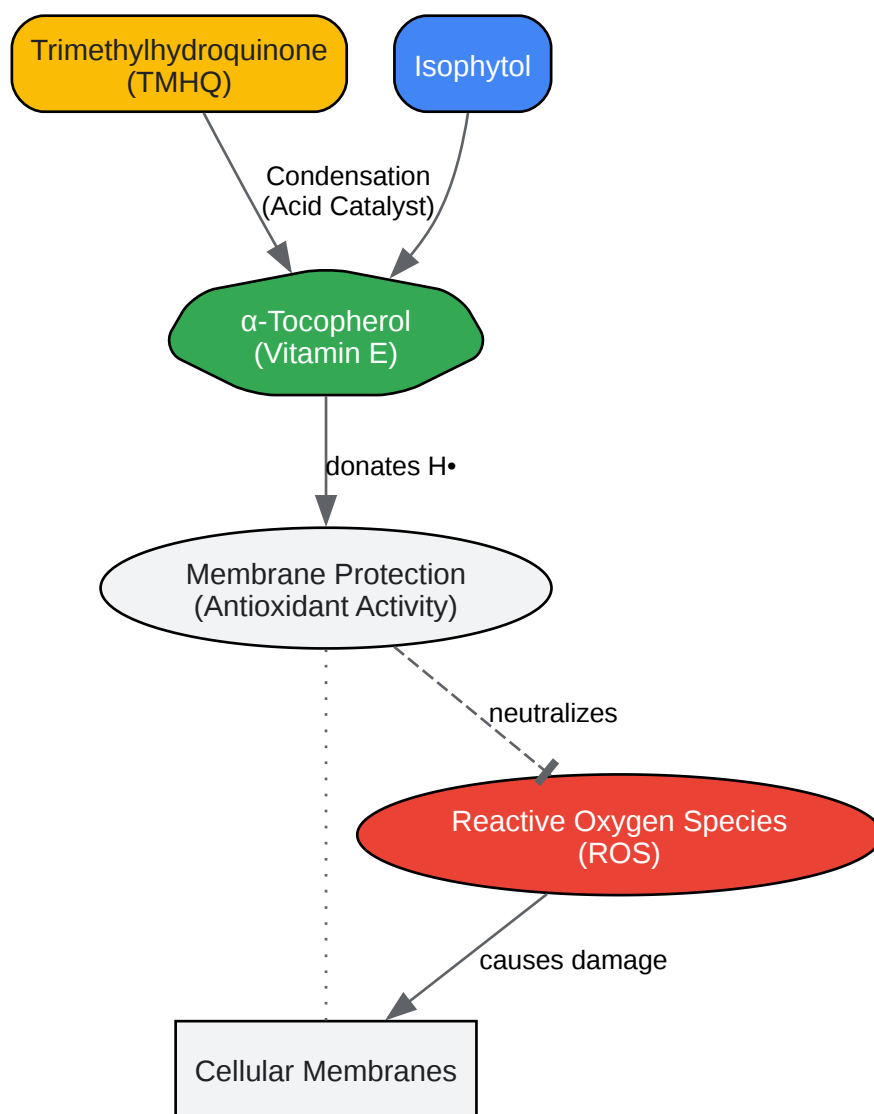 Trimethylhydroquinone
(TMHQ)
Isophytol
Condensation
(Acid Catalyst)
α-Tocopherol
(Vitamin E)
donates H•
Membrane Protection
(Antioxidant Activity)
neutralizes
Reactive Oxygen Species
(ROS)
causes damage
Cellular Membranes